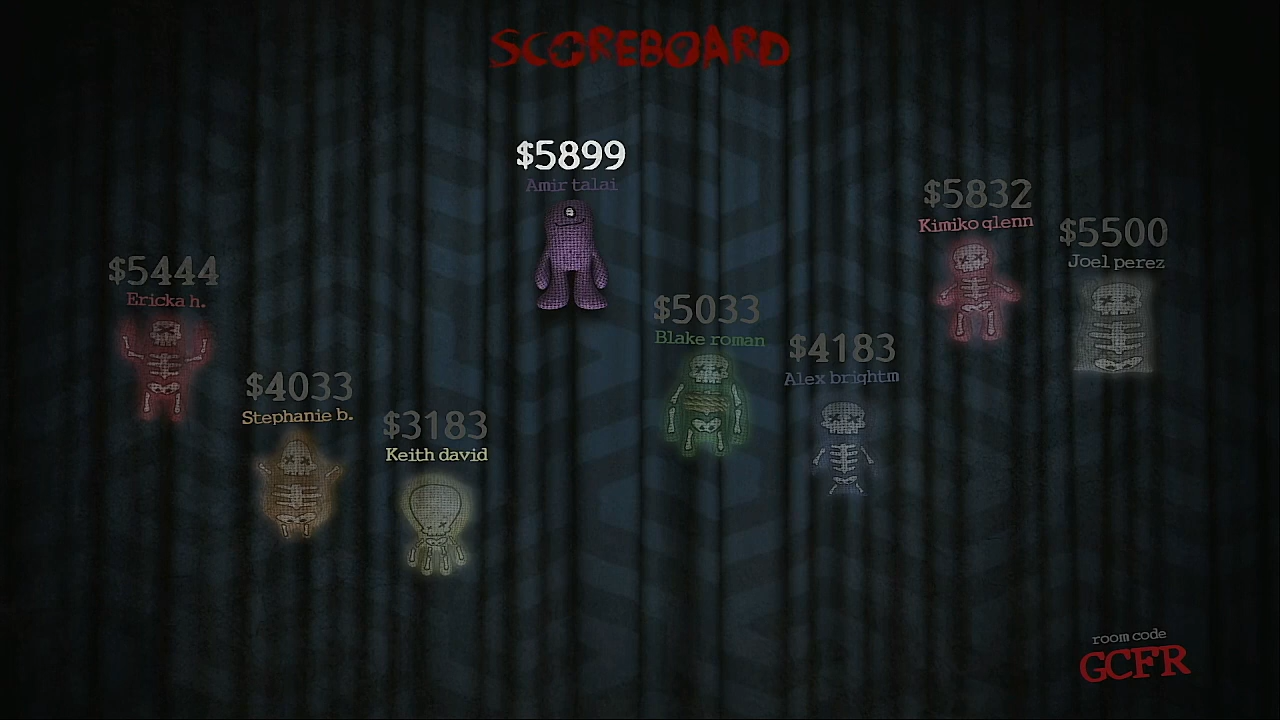 SCOREBOARD
$5899
Amir talai
$5832
Kimiko glenn
$5500
Joel perez
$5444
Ericka h.
$5033
Blake roman
$4183
Alex brightm
$4033
Stephanie b.
$3183
Keith david
room code
GCFR